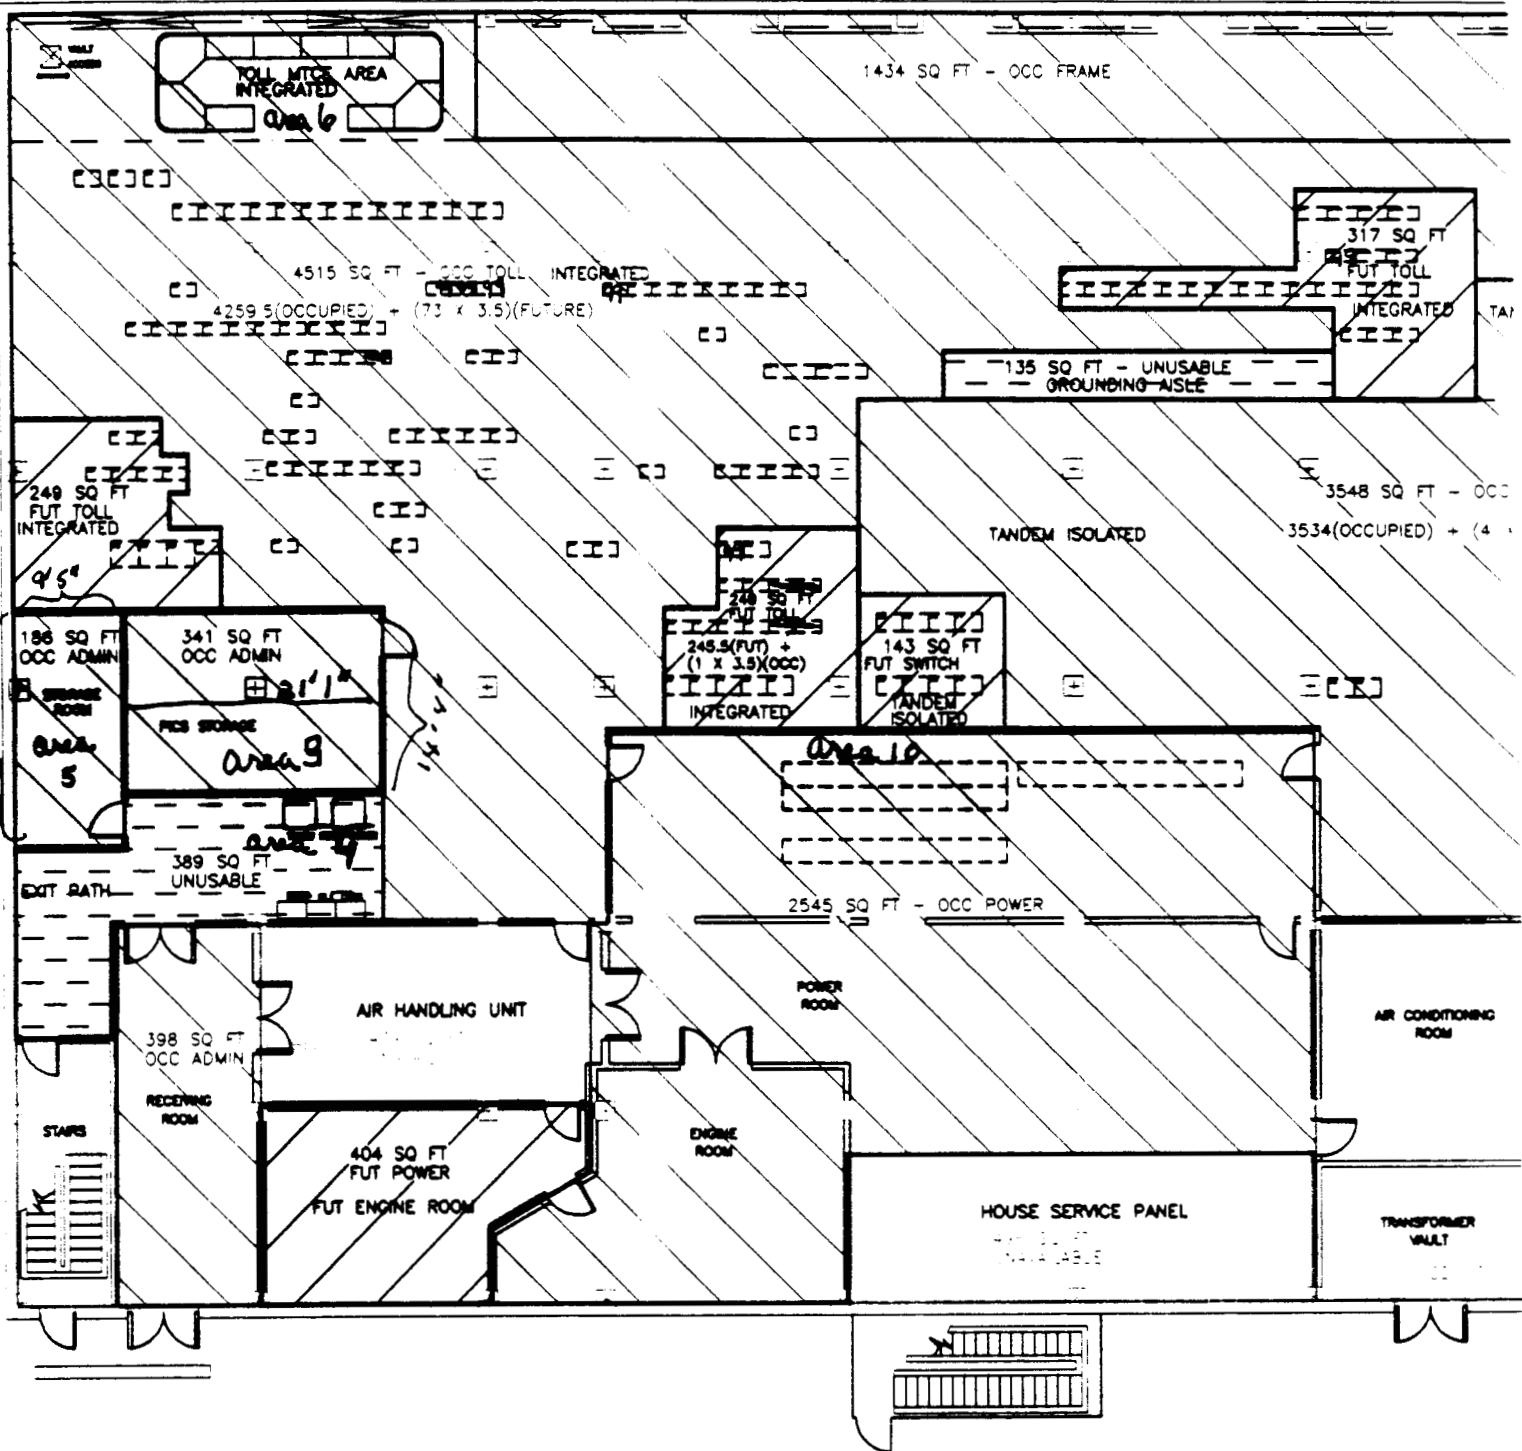 VAULT
ACCESS
TOLL MTCE AREA
INTEGRATED
area 6
1434 SQ FT - OCC FRAME
4515 SQ FT - OCC TOLL INTEGRATED
4259.5(OCCUPIED) + (73 X 3.5)(FUTURE)
317 SQ FT
FUT TOLL
INTEGRATED
135 SQ FT - UNUSABLE
GROUNDING AISLE
249 SQ FT
FUT TOLL
INTEGRATED
3548 SQ FT - OCC
3534(OCCUPIED) + (4
TANDEM ISOLATED
9'5"
186 SQ FT
OCC ADMIN
STORAGE
ROOM
area
5
341 SQ FT
OCC ADMIN
21'1"
PICS STORAGE
area 9
SQ FT
FUT TOLL
245.5(FUT) +
(1 X 3.5)(OCC)
INTEGRATED
143 SQ FT
FUT SWITCH
TANDEM
ISOLATED
area 10
area 4
389 SQ FT
UNUSABLE
EXIT PATH
2545 SQ FT - OCC POWER
POWER
ROOM
AIR HANDLING UNIT
AIR CONDITIONING
ROOM
398 SQ FT
OCC ADMIN
RECEIVING
ROOM
STAIRS
404 SQ FT
FUT POWER
FUT ENGINE ROOM
ENGINE
ROOM
HOUSE SERVICE PANEL
TRANSFORMER
VAULT